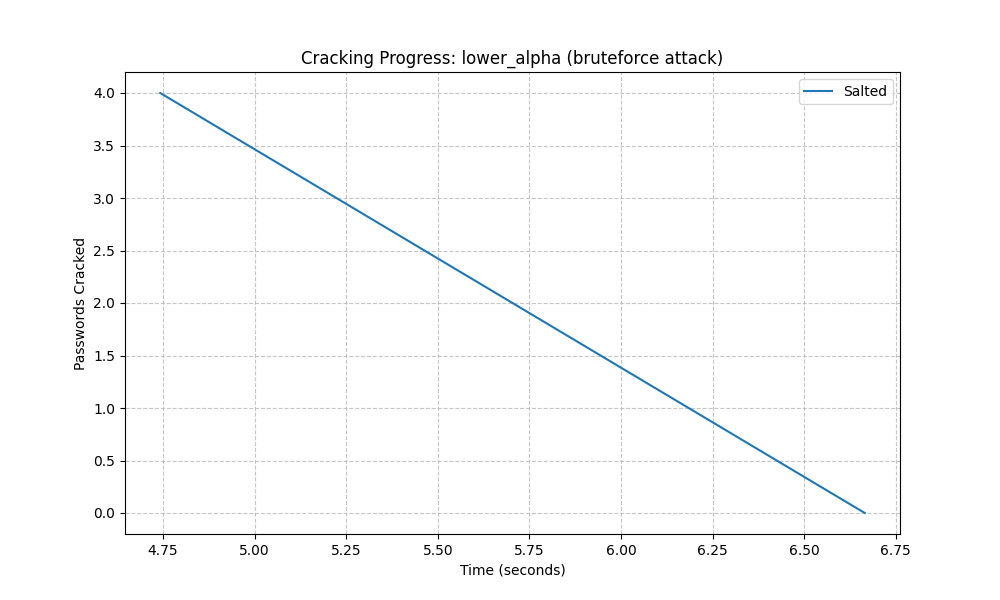 Cracking Progress: lower_alpha (bruteforce attack)
Salted
4.0
3.5
3.0
2.5
2.0
1.5
1.0
0.5
0.0
Passwords Cracked
4.75 5.00 5.25 5.50 5.75 6.00 6.25 6.50 6.75
Time (seconds)